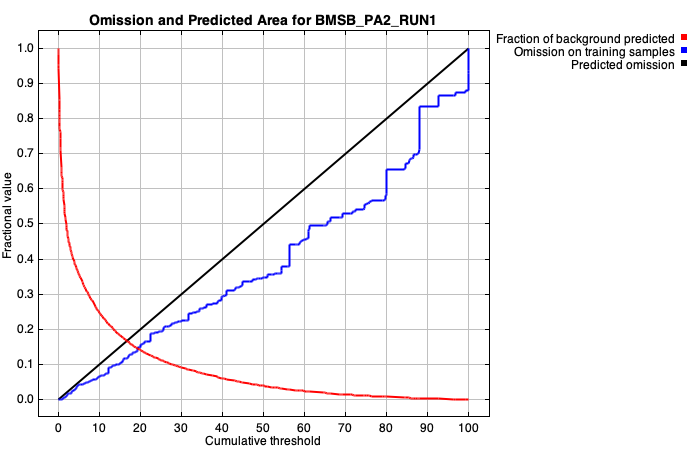 Omission and Predicted Area for BMSB_PA2_RUN1
Fraction of background predicted
Omission on training samples
Predicted omission
Fractional value
1.0
0.9
0.8
0.7
0.6
0.5
0.4
0.3
0.2
0.1
0.0
0 10 20 30 40 50 60 70 80 90 100
Cumulative threshold